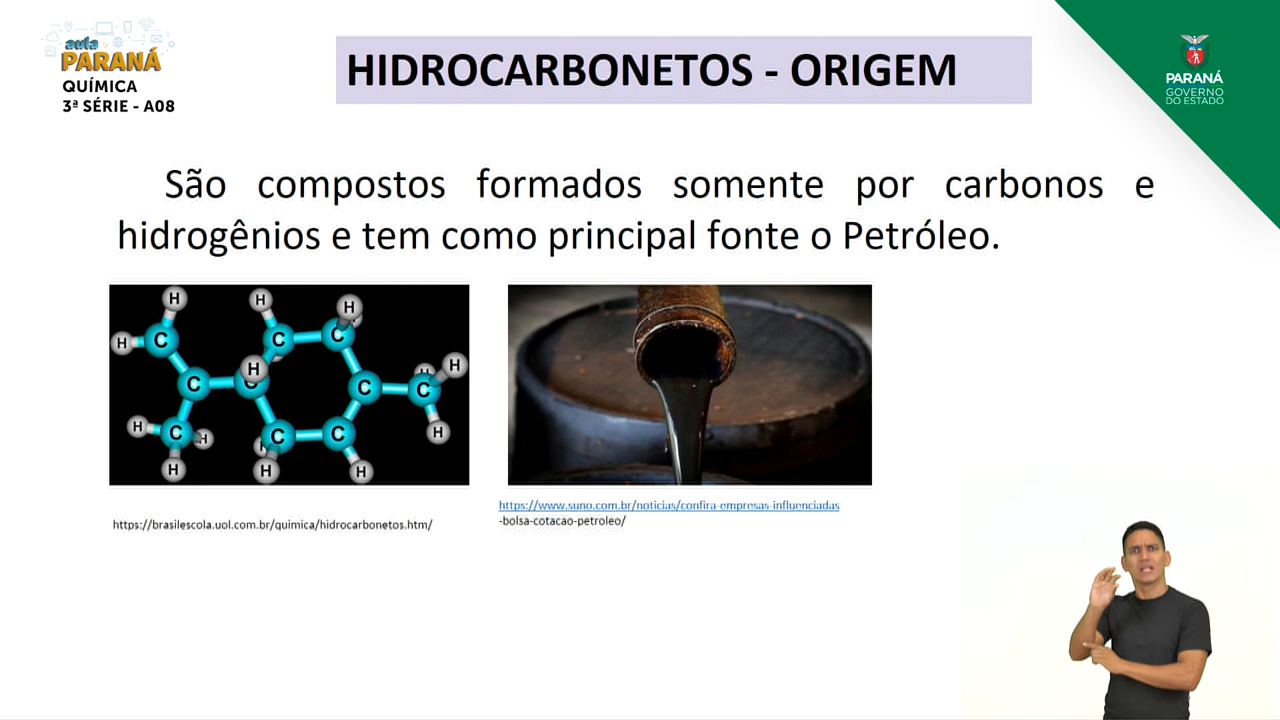 aula
PARANÁ
QUÍMICA
3ª SÉRIE - A08
HIDROCARBONETOS - ORIGEM
PARANÁ
GOVERNO
DO ESTADO
São compostos formados somente por carbonos e
hidrogênios e tem como principal fonte o Petróleo.
H
H
H
H
C
C
C
H
H
H
C
C
C
C
H
C
H
C
H
C
C
H
H
H
H
H
https://brasilescola.uol.com.br/quimica/hidrocarbonetos.htm/
https://www.suno.com.br/noticias/confira-empresas-influenciadas
-bolsa-cotacao-petroleo/